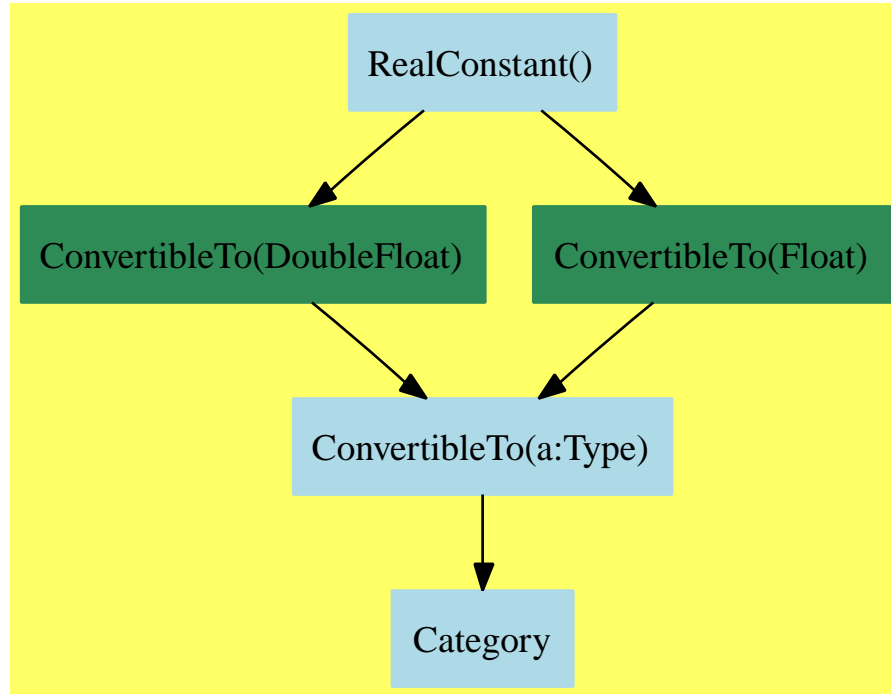 RealConstant()
ConvertibleTo(DoubleFloat)
ConvertibleTo(Float)
ConvertibleTo(a:Type)
Category